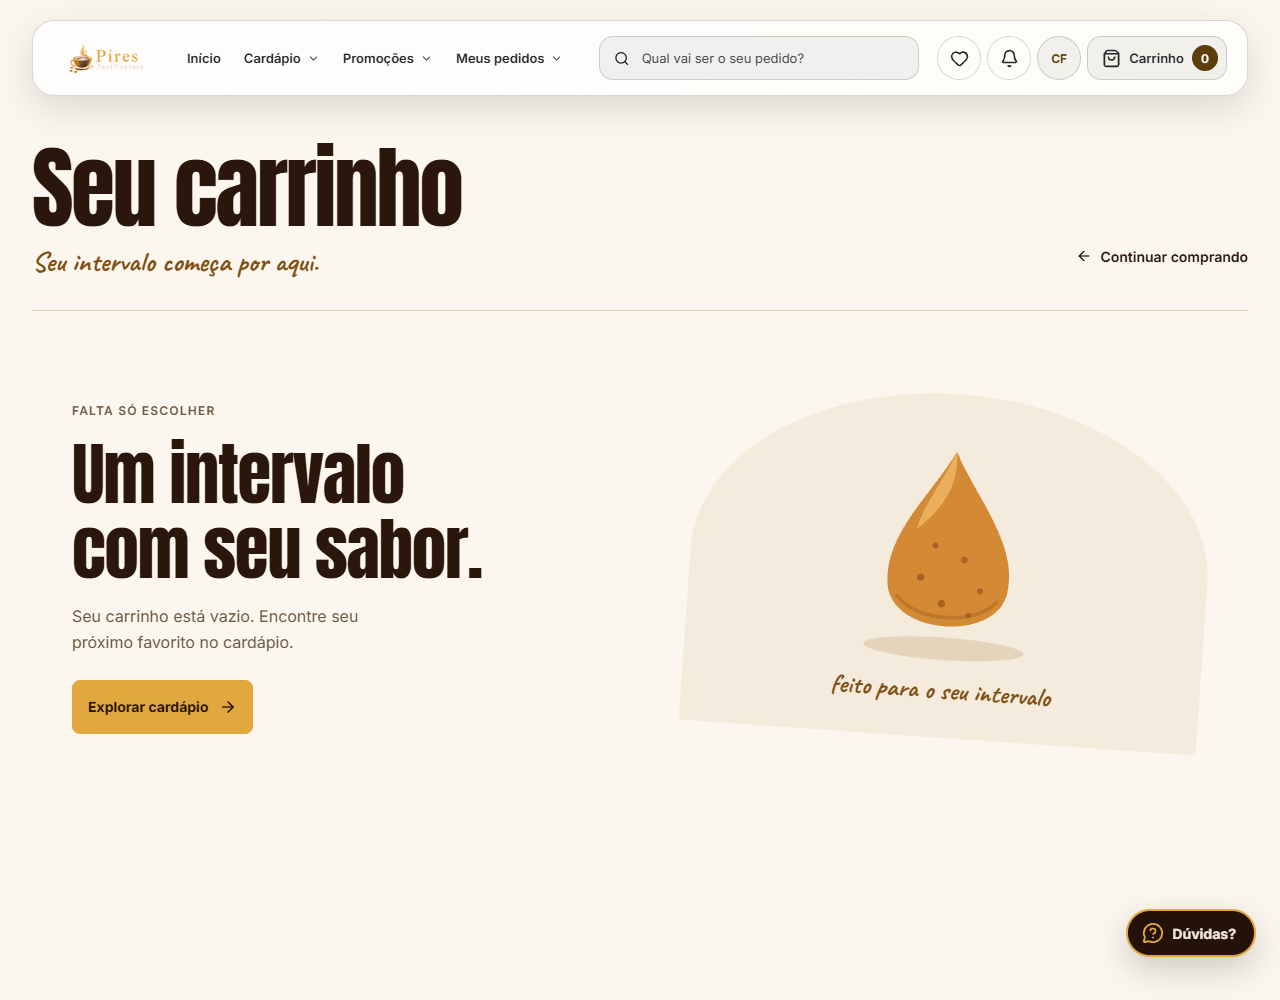 Pires
Início
Cardápio
Promoções
Meus pedidos
Qual vai ser o seu pedido?
CF
Carrinho
0
Seu carrinho
Seu intervalo começa por aqui.
Continuar comprando
FALTA SÓ ESCOLHER
Um intervalo
com seu sabor.
Seu carrinho está vazio. Encontre seu
próximo favorito no cardápio.
Explorar cardápio
feito para o seu intervalo
Dúvidas?